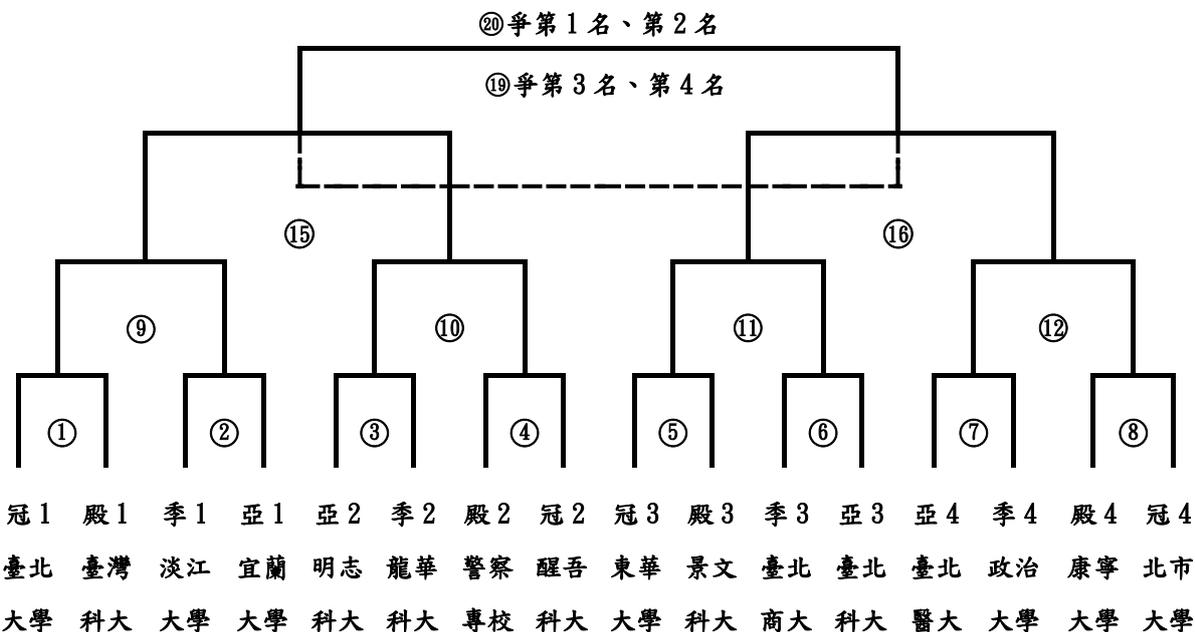 ⑳爭第1名、第2名
⑲爭第3名、第4名
⑮ ⑯
⑨ ⑩ ⑪ ⑫
① ② ③ ④ ⑤ ⑥ ⑦ ⑧
冠1 殿1 季1 亞1 亞2 季2 殿2 冠2 冠3 殿3 季3 亞3 亞4 季4 殿4 冠4
臺北 臺灣 淡江 宜蘭 明志 龍華 警察 醒吾 東華 景文 臺北 臺北 臺北 政治 康寧 北市
大學 科大 大學 大學 科大 科大 專校 科大 大學 科大 商大 科大 醫大 大學 大學 大學